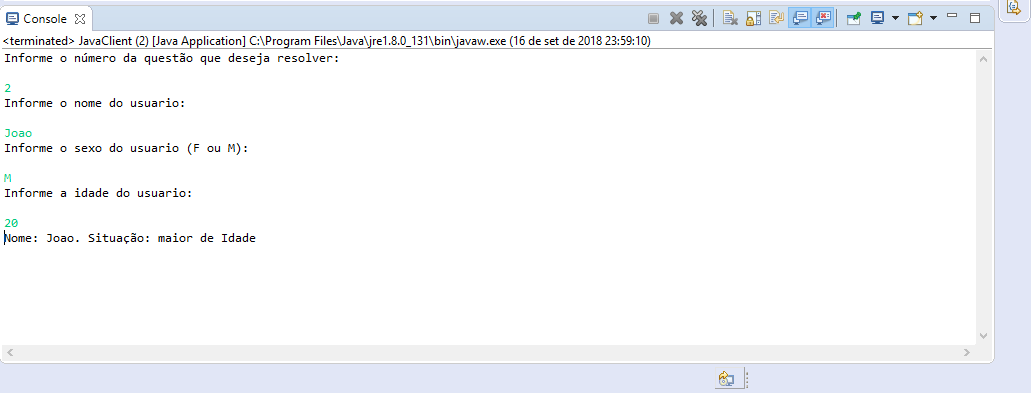 Console
<terminated> JavaClient (2) [Java Application] C:\Program Files\Java\jre1.8.0_131\bin\javaw.exe (16 de set de 2018 23:59:10)
Informe o número da questão que deseja resolver:
2
Informe o nome do usuario:
Joao
Informe o sexo do usuario (F ou M):
M
Informe a idade do usuario:
20
Nome: Joao. Situação: maior de Idade